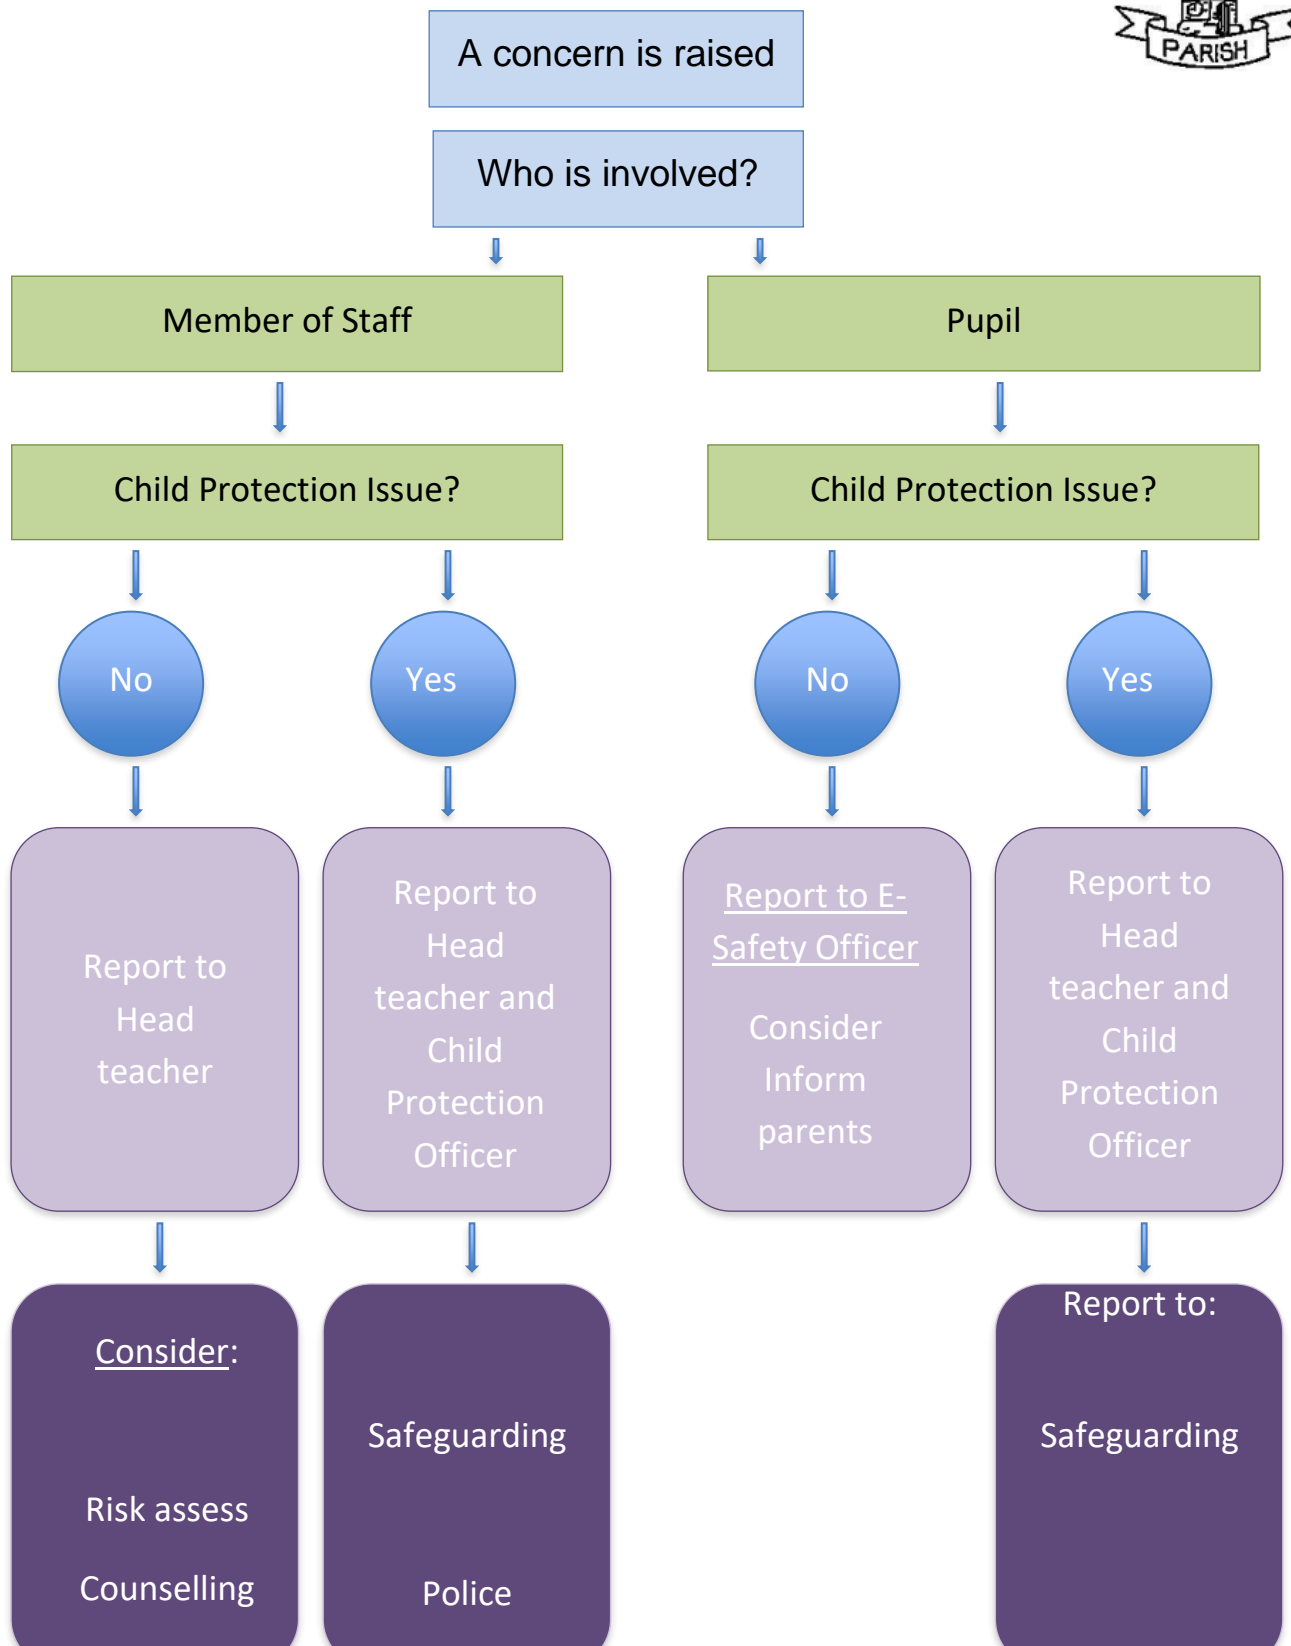 PARISH
A concern is raised
Who is involved?
Member of Staff
Pupil
Child Protection Issue?
Child Protection Issue?
No
Yes
No
Yes
Report to
Head
teacher
Report to
Head
teacher and
Child
Protection
Officer
Report to E-
Safety Officer
Consider
Inform
parents
Report to
Head
teacher and
Child
Protection
Officer
Consider:
Risk assess
Counselling
Safeguarding
Police
Report to:
Safeguarding